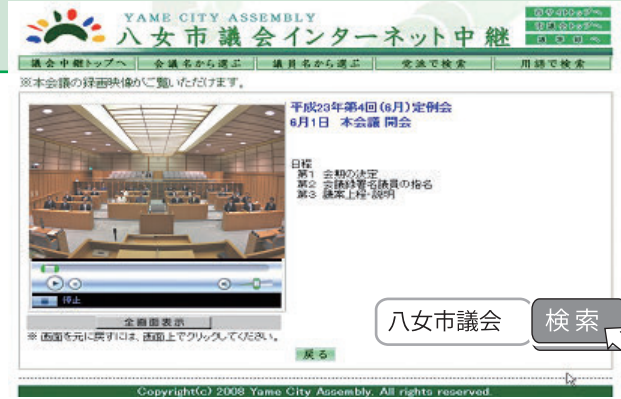 YAME CITY ASSEMBLY
八女市議会インターネット中継
議会中継トップへ
会議名から選ぶ
議員名から選ぶ
党派で検索
用語で検索
※本会議の録画映像がご覧いただけます。
平成23年第4回(6月)定例会
6月1日 本会議 開会
日程
第1 会期の決定
第2 会議録署名議員の指名
第3 議案上程・説明
停止
全画面表示
※ 画面を元に戻すには、画面上でクリックしてください。
八女市議会
検索
戻る
Copyright(c) 2008 Yame City Assembly. All rights reserved.